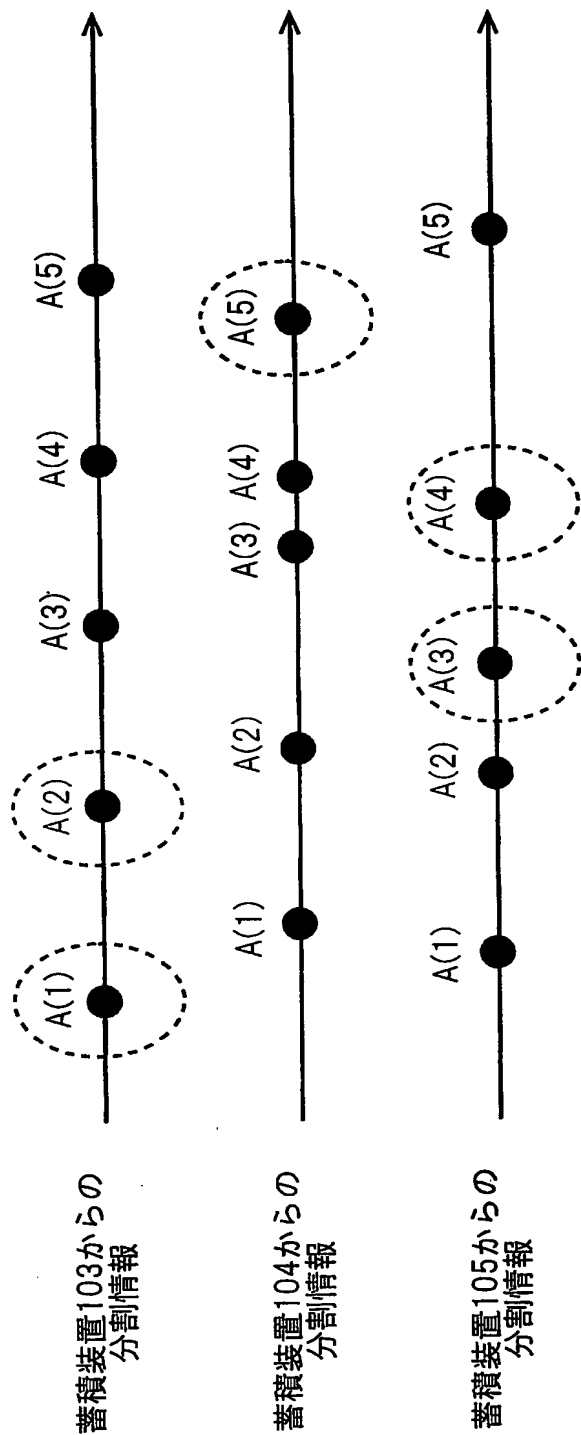 蓄積装置103からの
分割情報
A(1)
A(2)
A(3)
A(4)
A(5)
蓄積装置104からの
分割情報
A(1)
A(2)
A(3)
A(4)
A(5)
蓄積装置105からの
分割情報
A(1)
A(2)
A(3)
A(4)
A(5)